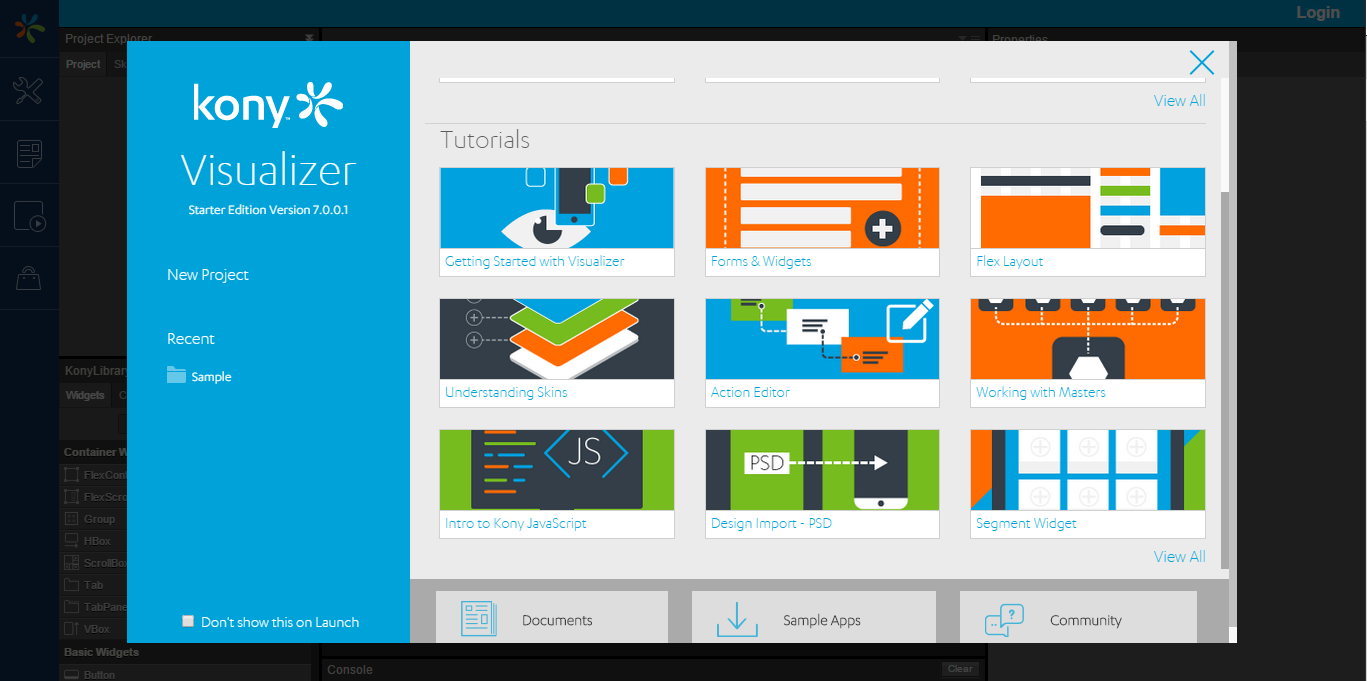 Login
Project Explorer
Properties
Project
Sk
kony
TM
Visualizer
Starter Edition Version 7.0.0.1
New Project
Recent
Sample
Don't show this on Launch
View All
Tutorials
Getting Started with Visualizer
Forms & Widgets
Flex Layout
Understanding Skins
Action Editor
Working with Masters
JS
PSD
Intro to Kony JavaScript
Design Import - PSD
Segment Widget
View All
Documents
Sample Apps
Community
KonyLibrary
Widgets
C
Container W
FlexCont
FlexScro
Group
HBox
ScrollBox
Tab
TabPane
VBox
Basic Widgets
Button
Console
Clear